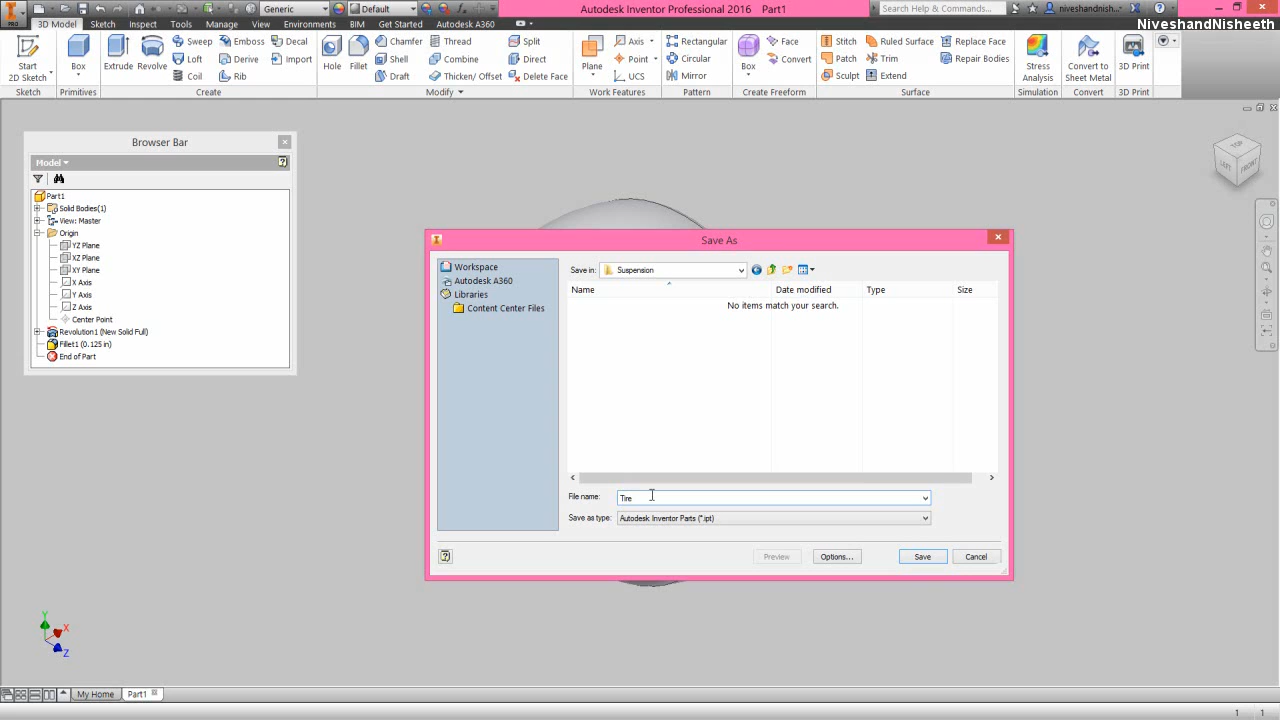 Generic
Default
Autodesk Inventor Professional 2016 Part1
Search Help & Commands...
niveshandnish...
NiveshandNisheeth
PRO
3D Model Sketch Inspect Tools Manage View Environments BIM Get Started Autodesk A360
Start
2D Sketch
Box
Extrude
Revolve
Sweep
Loft
Coil
Emboss
Derive
Rib
Decal
Import
Hole
Fillet
Chamfer
Shell
Draft
Thread
Combine
Thicken/ Offset
Split
Direct
Delete Face
Plane
Axis
Point
UCS
Rectangular
Circular
Mirror
Box
Face
Convert
Stitch
Patch
Sculpt
Ruled Surface
Trim
Extend
Replace Face
Repair Bodies
Stress
Analysis
Convert to
Sheet Metal
3D Print
Sketch Primitives Create Modify Work Features Pattern Create Freeform Surface Simulation Convert 3D Print
Browser Bar
Model
Part1
Solid Bodies(1)
View: Master
Origin
YZ Plane
XZ Plane
XY Plane
X Axis
Y Axis
Z Axis
Center Point
Revolution1 (New Solid Full)
Fillet1 (0.125 in)
End of Part
TOP
LEFT
FRONT
Save As
Workspace
Autodesk A360
Libraries
Content Center Files
Save in: Suspension
Name Date modified Type Size
No items match your search.
File name: Tire
Save as type: Autodesk Inventor Parts (*.ipt)
Preview Options... Save Cancel
Y
X
Z
My Home Part1
1 1